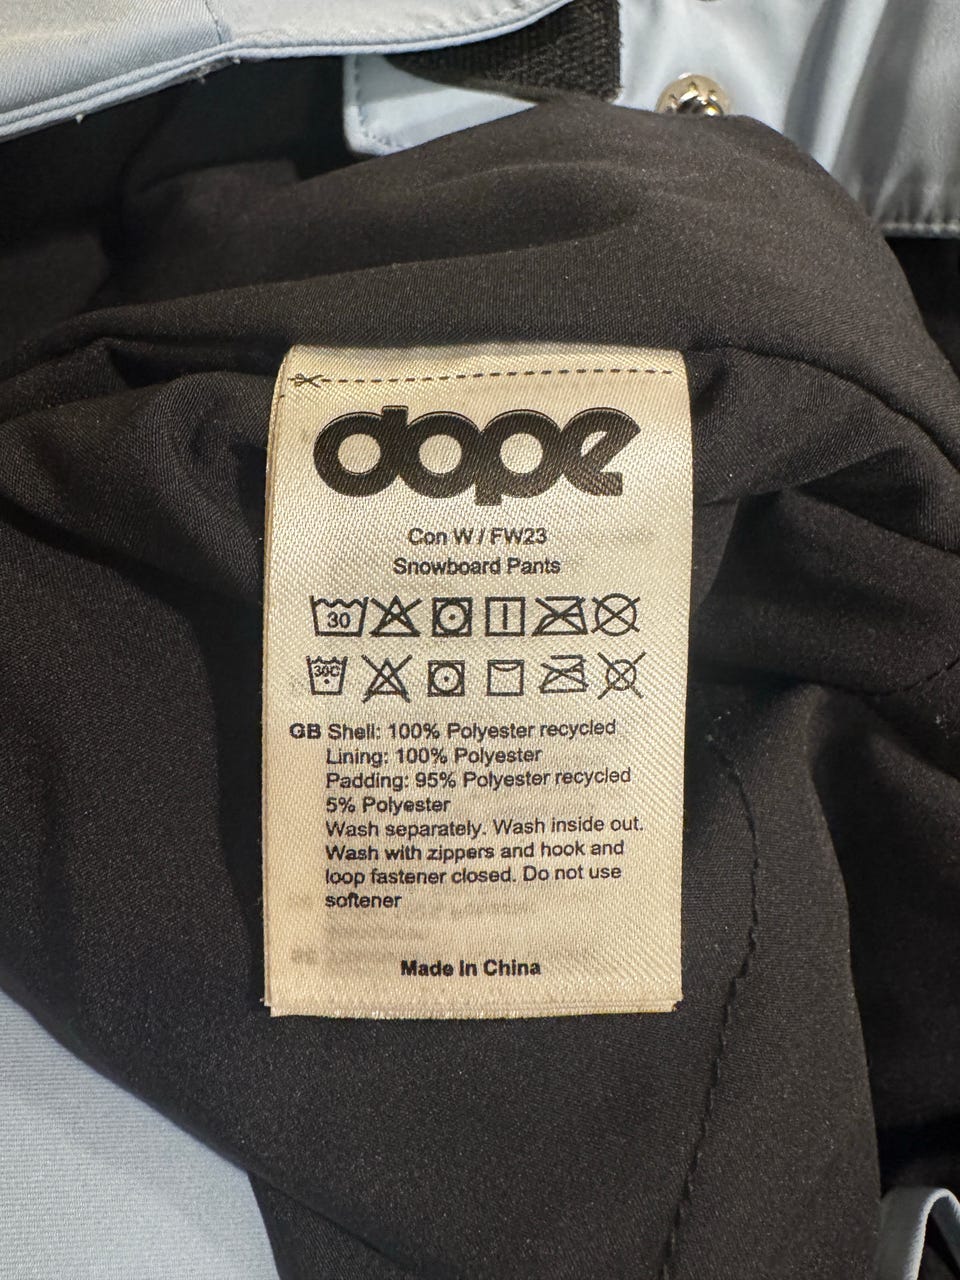 dope
Con W / FW23
Snowboard Pants
30
30C
GB Shell: 100% Polyester recycled
Lining: 100% Polyester
Padding: 95% Polyester recycled
5% Polyester
Wash separately. Wash inside out.
Wash with zippers and hook and
loop fastener closed. Do not use
softener
Made in China